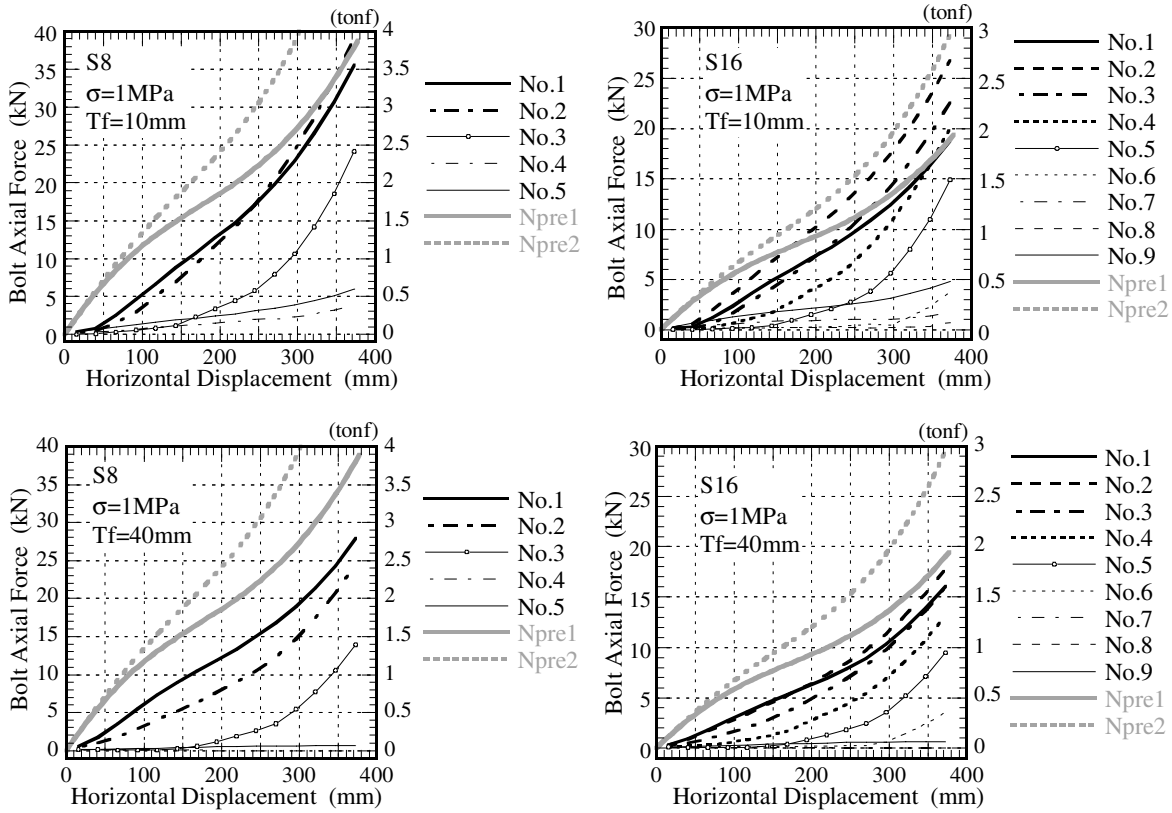 (tonf)
40
35
30
25
20
15
10
5
0
4
3.5
3
2.5
2
1.5
1
0.5
0
S8
σ=1MPa
Tf=10mm
Bolt Axial Force (kN)
0 100 200 300 400
Horizontal Displacement (mm)
No.1
No.2
No.3
No.4
No.5
Npre1
Npre2
(tonf)
30
25
20
15
10
5
0
3
2.5
2
1.5
1
0.5
0
S16
σ=1MPa
Tf=10mm
Bolt Axial Force (kN)
0 100 200 300 400
Horizontal Displacement (mm)
No.1
No.2
No.3
No.4
No.5
No.6
No.7
No.8
No.9
Npre1
Npre2
(tonf)
40
35
30
25
20
15
10
5
0
4
3.5
3
2.5
2
1.5
1
0.5
0
S8
σ=1MPa
Tf=40mm
Bolt Axial Force (kN)
0 100 200 300 400
Horizontal Displacement (mm)
No.1
No.2
No.3
No.4
No.5
Npre1
Npre2
(tonf)
30
25
20
15
10
5
0
3
2.5
2
1.5
1
0.5
0
S16
σ=1MPa
Tf=40mm
Bolt Axial Force (kN)
0 100 200 300 400
Horizontal Displacement (mm)
No.1
No.2
No.3
No.4
No.5
No.6
No.7
No.8
No.9
Npre1
Npre2